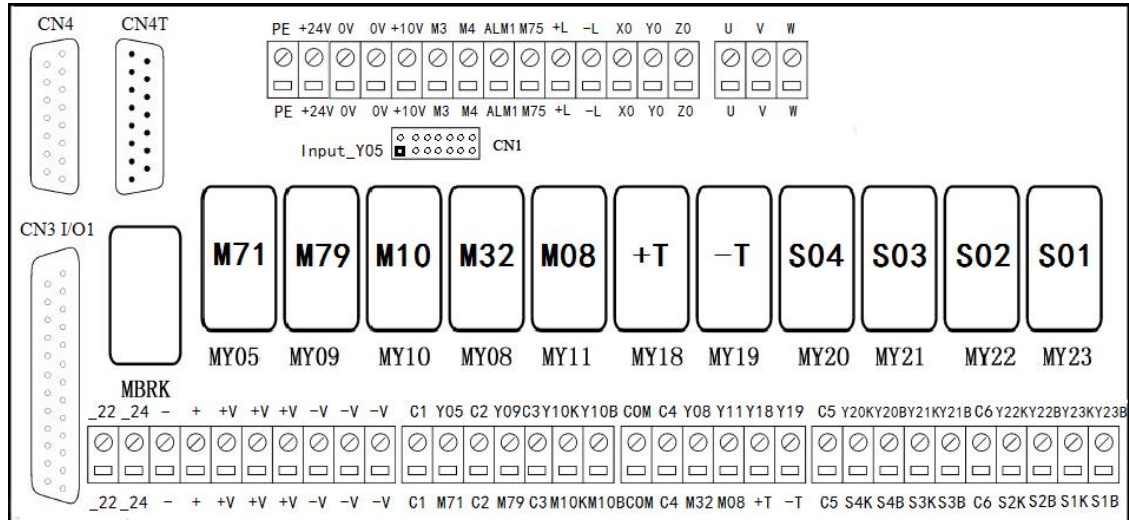 CN4 CN4T
PE +24V 0V 0V +10V M3 M4 ALM1 M75 +L -L X0 Y0 Z0 U V W
PE +24V 0V 0V +10V M3 M4 ALM1 M75 +L -L X0 Y0 Z0 U V W
Input_Y05 CN1
CN3 I/O1
M71 M79 M10 M32 M08 +T -T S04 S03 S02 S01
MY05 MY09 MY10 MY08 MY11 MY18 MY19 MY20 MY21 MY22 MY23
MBRK
_22 _24 - + +V +V +V -V -V -V C1 Y05 C2 Y09 C3 Y10K Y10B COM C4 Y08 Y11 Y18 Y19 C5 Y20K Y20B Y21K Y21B C6 Y22K Y22B Y23K Y23B
_22 _24 - + +V +V +V -V -V -V C1 M71 C2 M79 C3 M10K M10B COM C4 M32 M08 +T -T C5 S4K S4B S3K S3B C6 S2K S2B S1K S1B